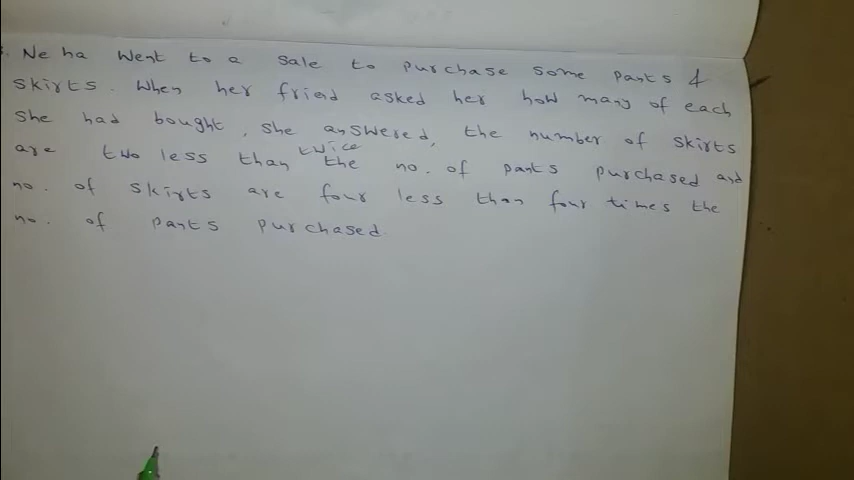 . Neha went to a sale to purchase some pants &
skirts. When her friend asked her how many of each
she had bought, she answered, the number of skirts
are two less than twice the no. of pants purchased and
no. of skirts are four less than four times the
no. of pants purchased.